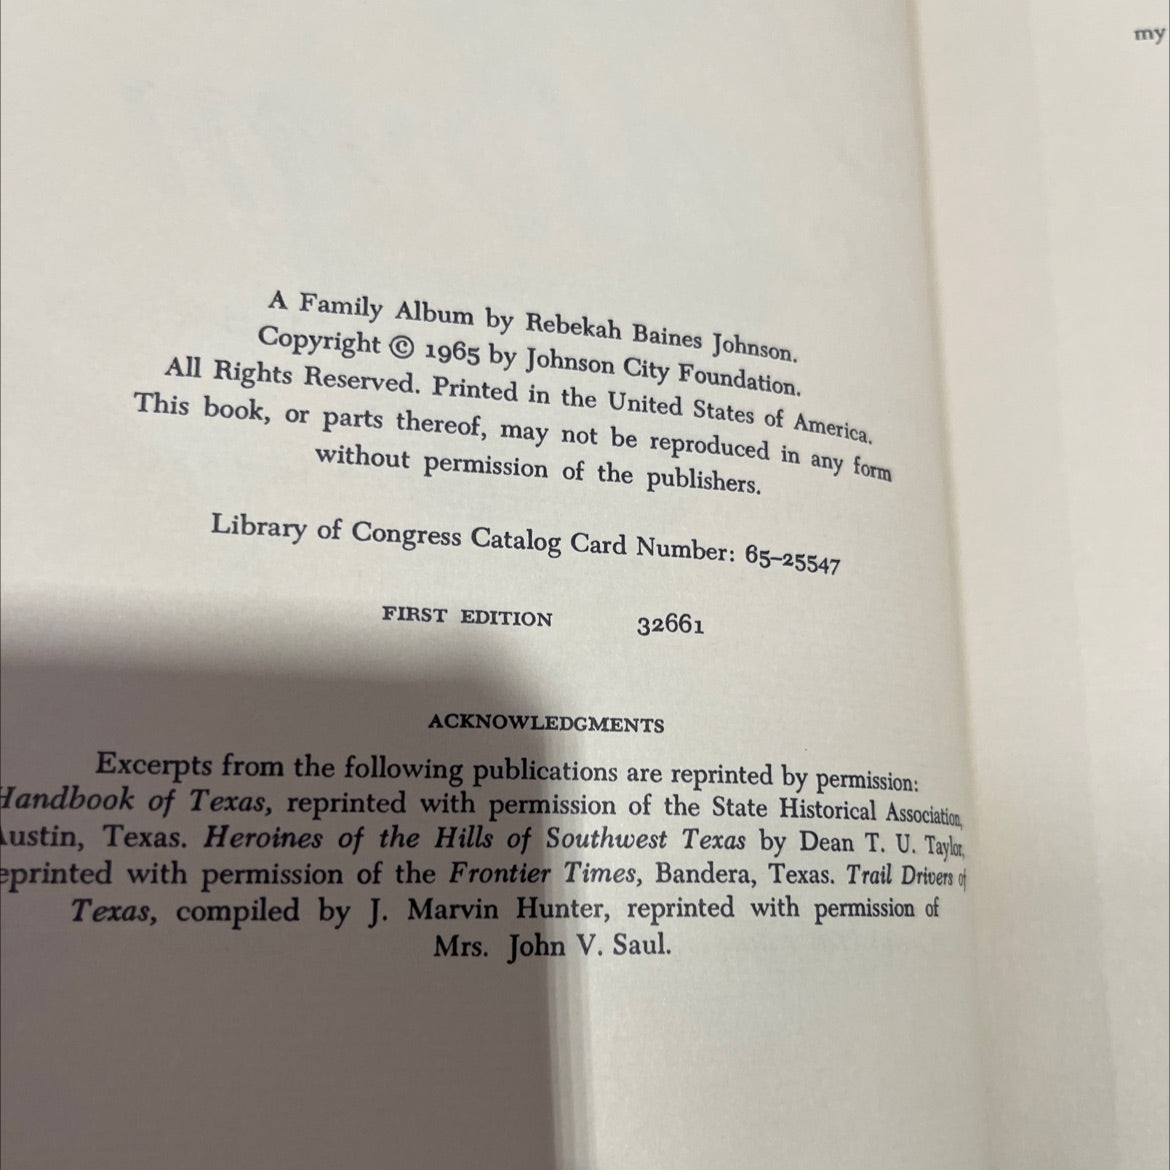 my
A Family Album by Rebekah Baines Johnson.
Copyright © 1965 by Johnson City Foundation.
All Rights Reserved. Printed in the United States of America.
This book, or parts thereof, may not be reproduced in any form
without permission of the publishers.
Library of Congress Catalog Card Number: 65–25547
FIRST EDITION 32661
ACKNOWLEDGMENTS
Excerpts from the following publications are reprinted by permission:
Handbook of Texas, reprinted with permission of the State Historical Association,
Austin, Texas. Heroines of the Hills of Southwest Texas by Dean T. U. Taylor,
reprinted with permission of the Frontier Times, Bandera, Texas. Trail Drivers of
Texas, compiled by J. Marvin Hunter, reprinted with permission of
Mrs. John V. Saul.